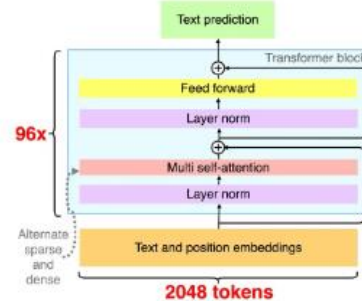 Text prediction
Transformer block
Feed forward
Layer norm
96x
Multi self-attention
Layer norm
Alternate
sparse
and
dense
Text and position embeddings
2048 tokens